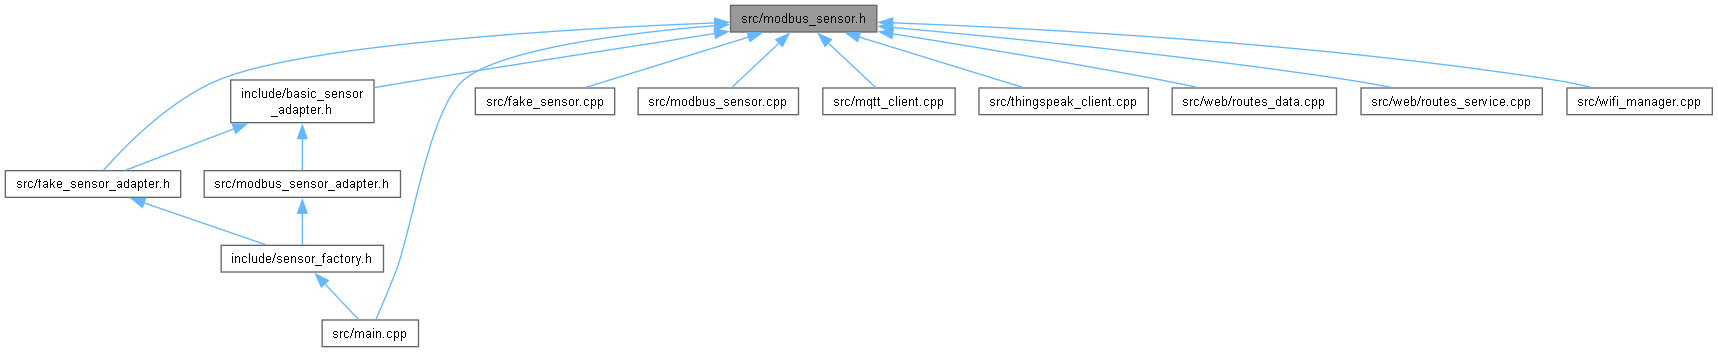 src/modbus_sensor.h
include/basic_sensor
_adapter.h
src/fake_sensor.cpp
src/modbus_sensor.cpp
src/mqtt_client.cpp
src/thingspeak_client.cpp
src/web/routes_data.cpp
src/web/routes_service.cpp
src/wifi_manager.cpp
src/fake_sensor_adapter.h
src/modbus_sensor_adapter.h
include/sensor_factory.h
src/main.cpp